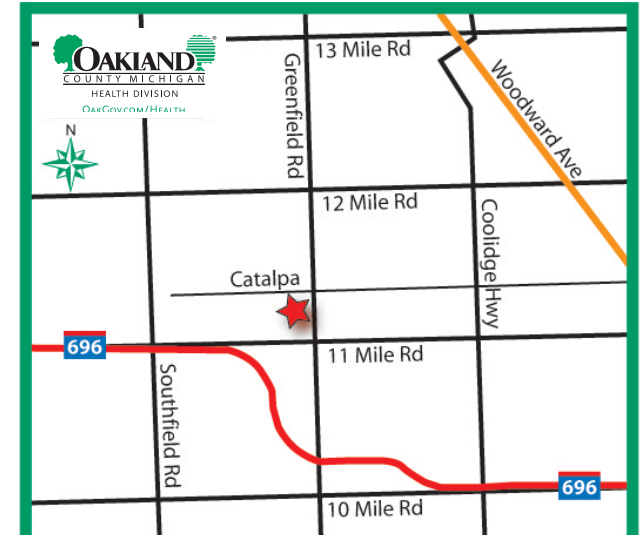 OAKLAND®
COUNTY MICHIGAN
HEALTH DIVISION
OAKGOV.COM/HEALTH
N
13 Mile Rd
Greenfield Rd
Woodward Ave
12 Mile Rd
Coolidge Hwy
Catalpa
696
11 Mile Rd
Southfield Rd
696
10 Mile Rd